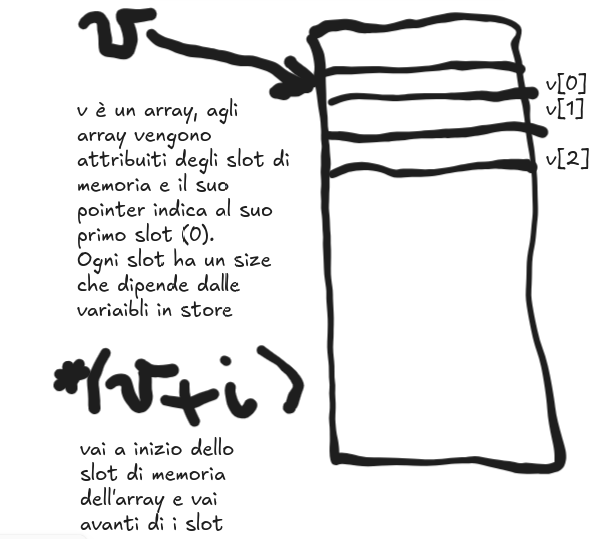 v
v[0]
v[1]
v[2]
v è un array, agli
array vengono
attribuiti degli slot di
memoria e il suo
pointer indica al suo
primo slot (0).
Ogni slot ha un size
che dipende dalle
variaibli in store
*(v+i)
vai a inizio dello
slot di memoria
dell'array e vai
avanti di i slot